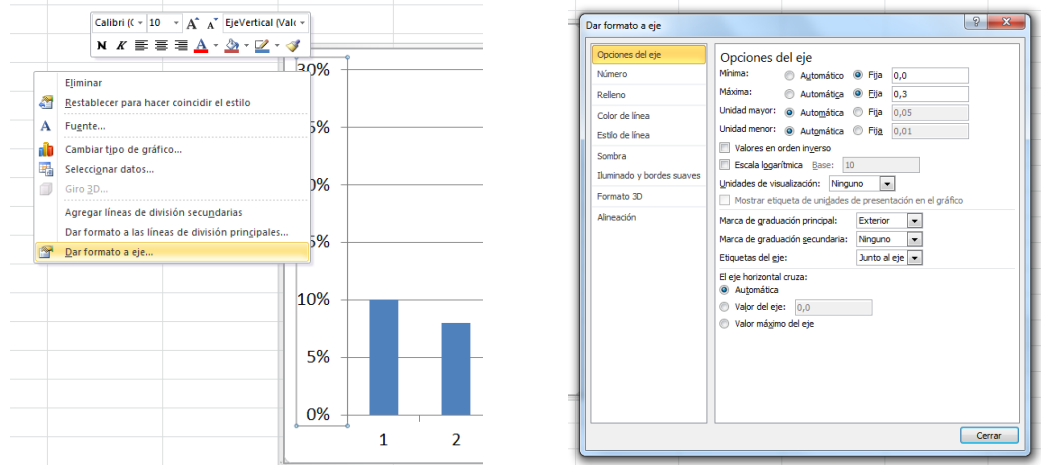 Calibri (C 10 A A EjeVertical (Valo
N K A
Eliminar
Restablecer para hacer coincidir el estilo
Fuente...
Cambiar tipo de gráfico...
Seleccionar datos...
Giro 3D...
Agregar líneas de división secundarias
Dar formato a las líneas de división principales...
Dar formato a eje...
30%
5%
0%
5%
10%
5%
0%
1 2
Dar formato a eje
Opciones del eje
Número
Relleno
Color de línea
Estilo de línea
Sombra
Iluminado y bordes suaves
Formato 3D
Alineación
Opciones del eje
Mínima: Automático Fija 0,0
Máxima: Automática Fija 0,3
Unidad mayor: Automática Fija 0,05
Unidad menor: Automática Fija 0,01
Valores en orden inverso
Escala logarítmica Base: 10
Unidades de visualización: Ninguno
Mostrar etiqueta de unidades de presentación en el gráfico
Marca de graduación principal: Exterior
Marca de graduación secundaria: Ninguno
Etiquetas del eje: Junto al eje
El eje horizontal cruza:
Automática
Valor del eje: 0,0
Valor máximo del eje
Cerrar